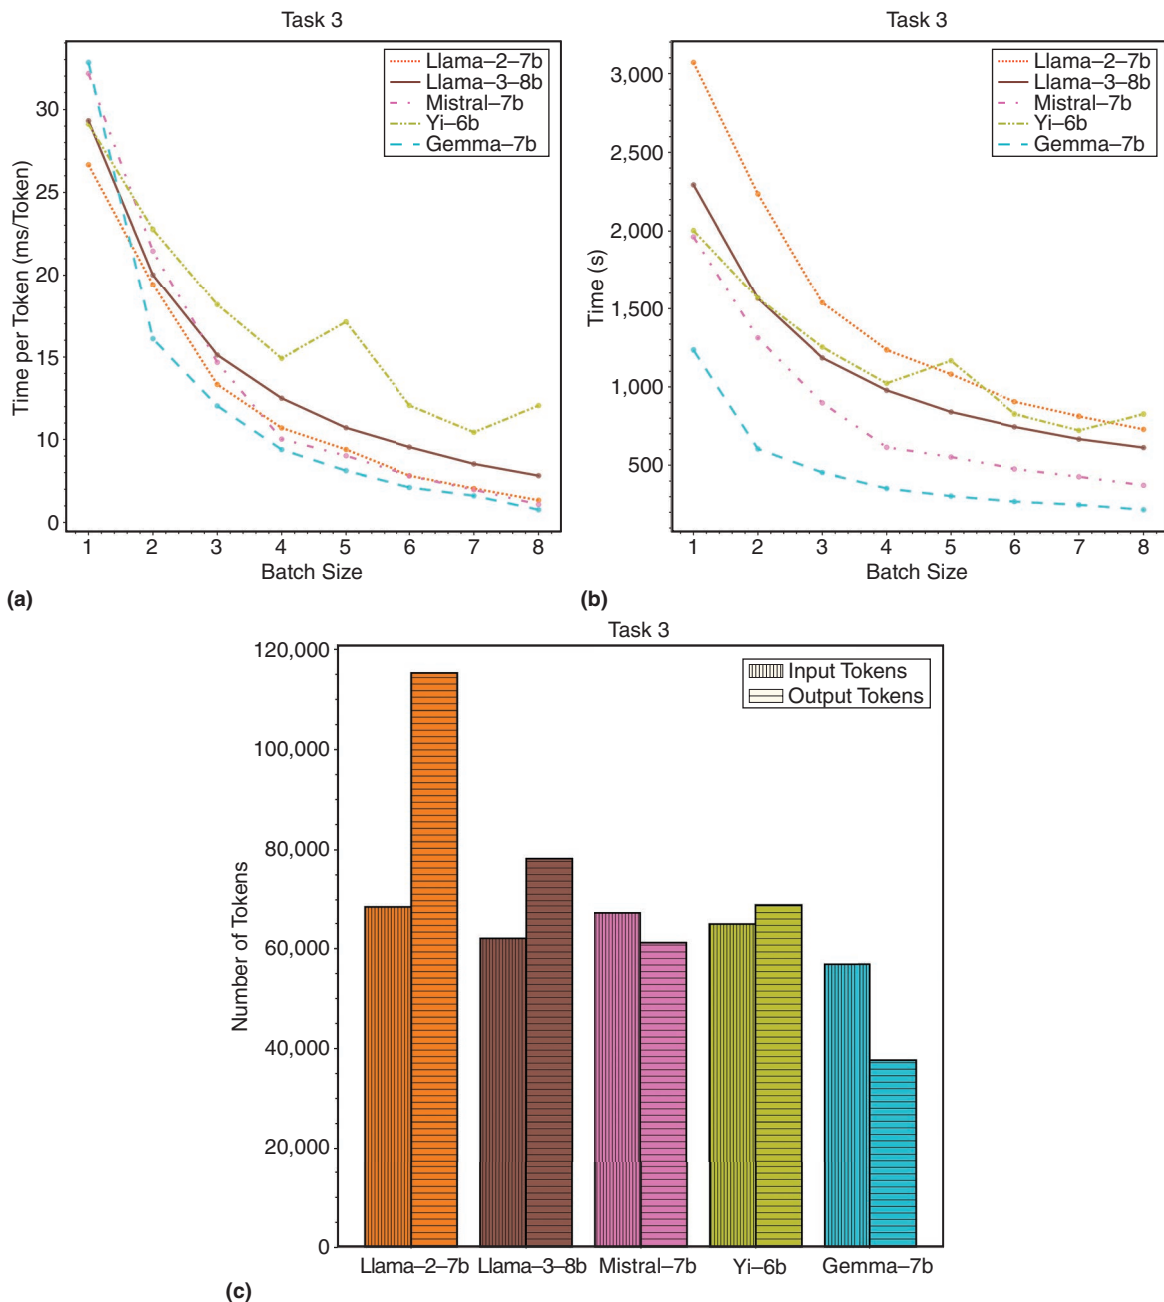 Task 3
Llama–2–7b
Llama–3–8b
Mistral–7b
Yi–6b
Gemma–7b
Time per Token (ms/Token)
30
25
20
15
10
0
1 2 3 4 5 6 7 8
Batch Size
(a)
Task 3
Llama–2–7b
Llama–3–8b
Mistral–7b
Yi–6b
Gemma–7b
Time (s)
3,000
2,500
2,000
1,500
1,000
500
1 2 3 4 5 6 7 8
Batch Size
(b)
Task 3
Input Tokens
Output Tokens
Number of Tokens
120,000
100,000
80,000
60,000
40,000
20,000
0
Llama–2–7b Llama–3–8b Mistral–7b Yi–6b Gemma–7b
(c)